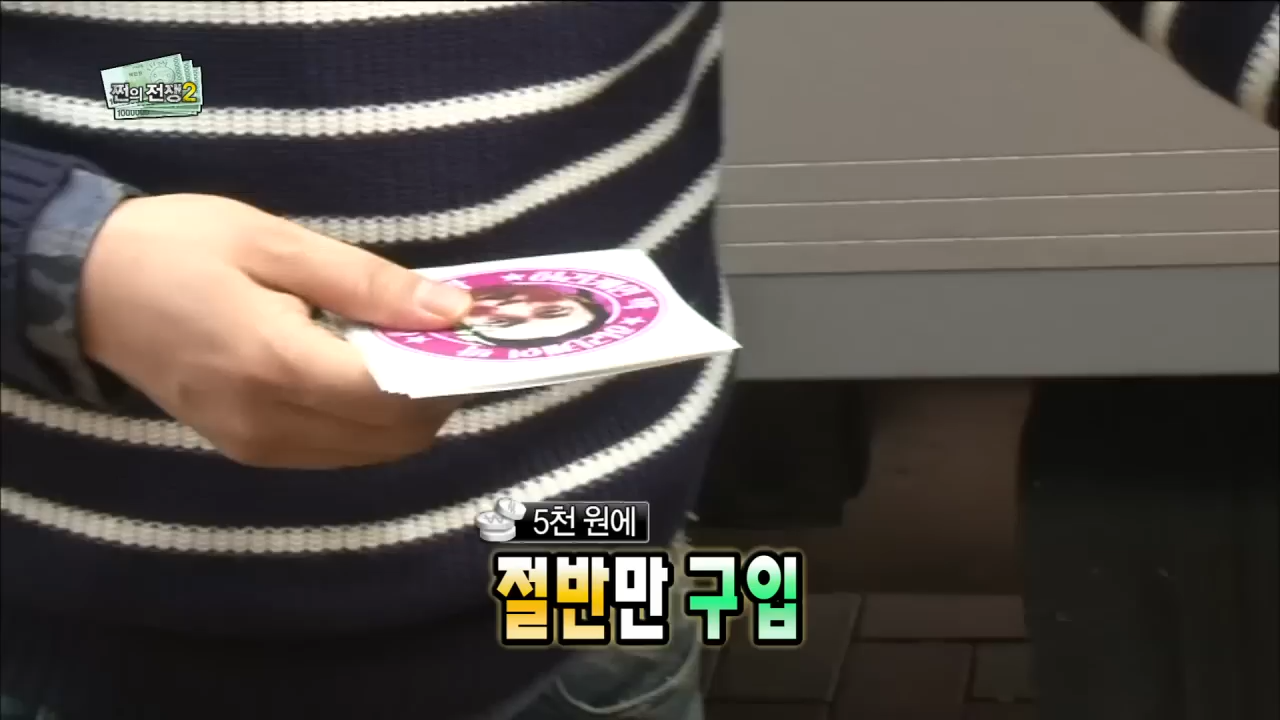 쩐의 전쟁2
5천 원에
절반만 구입